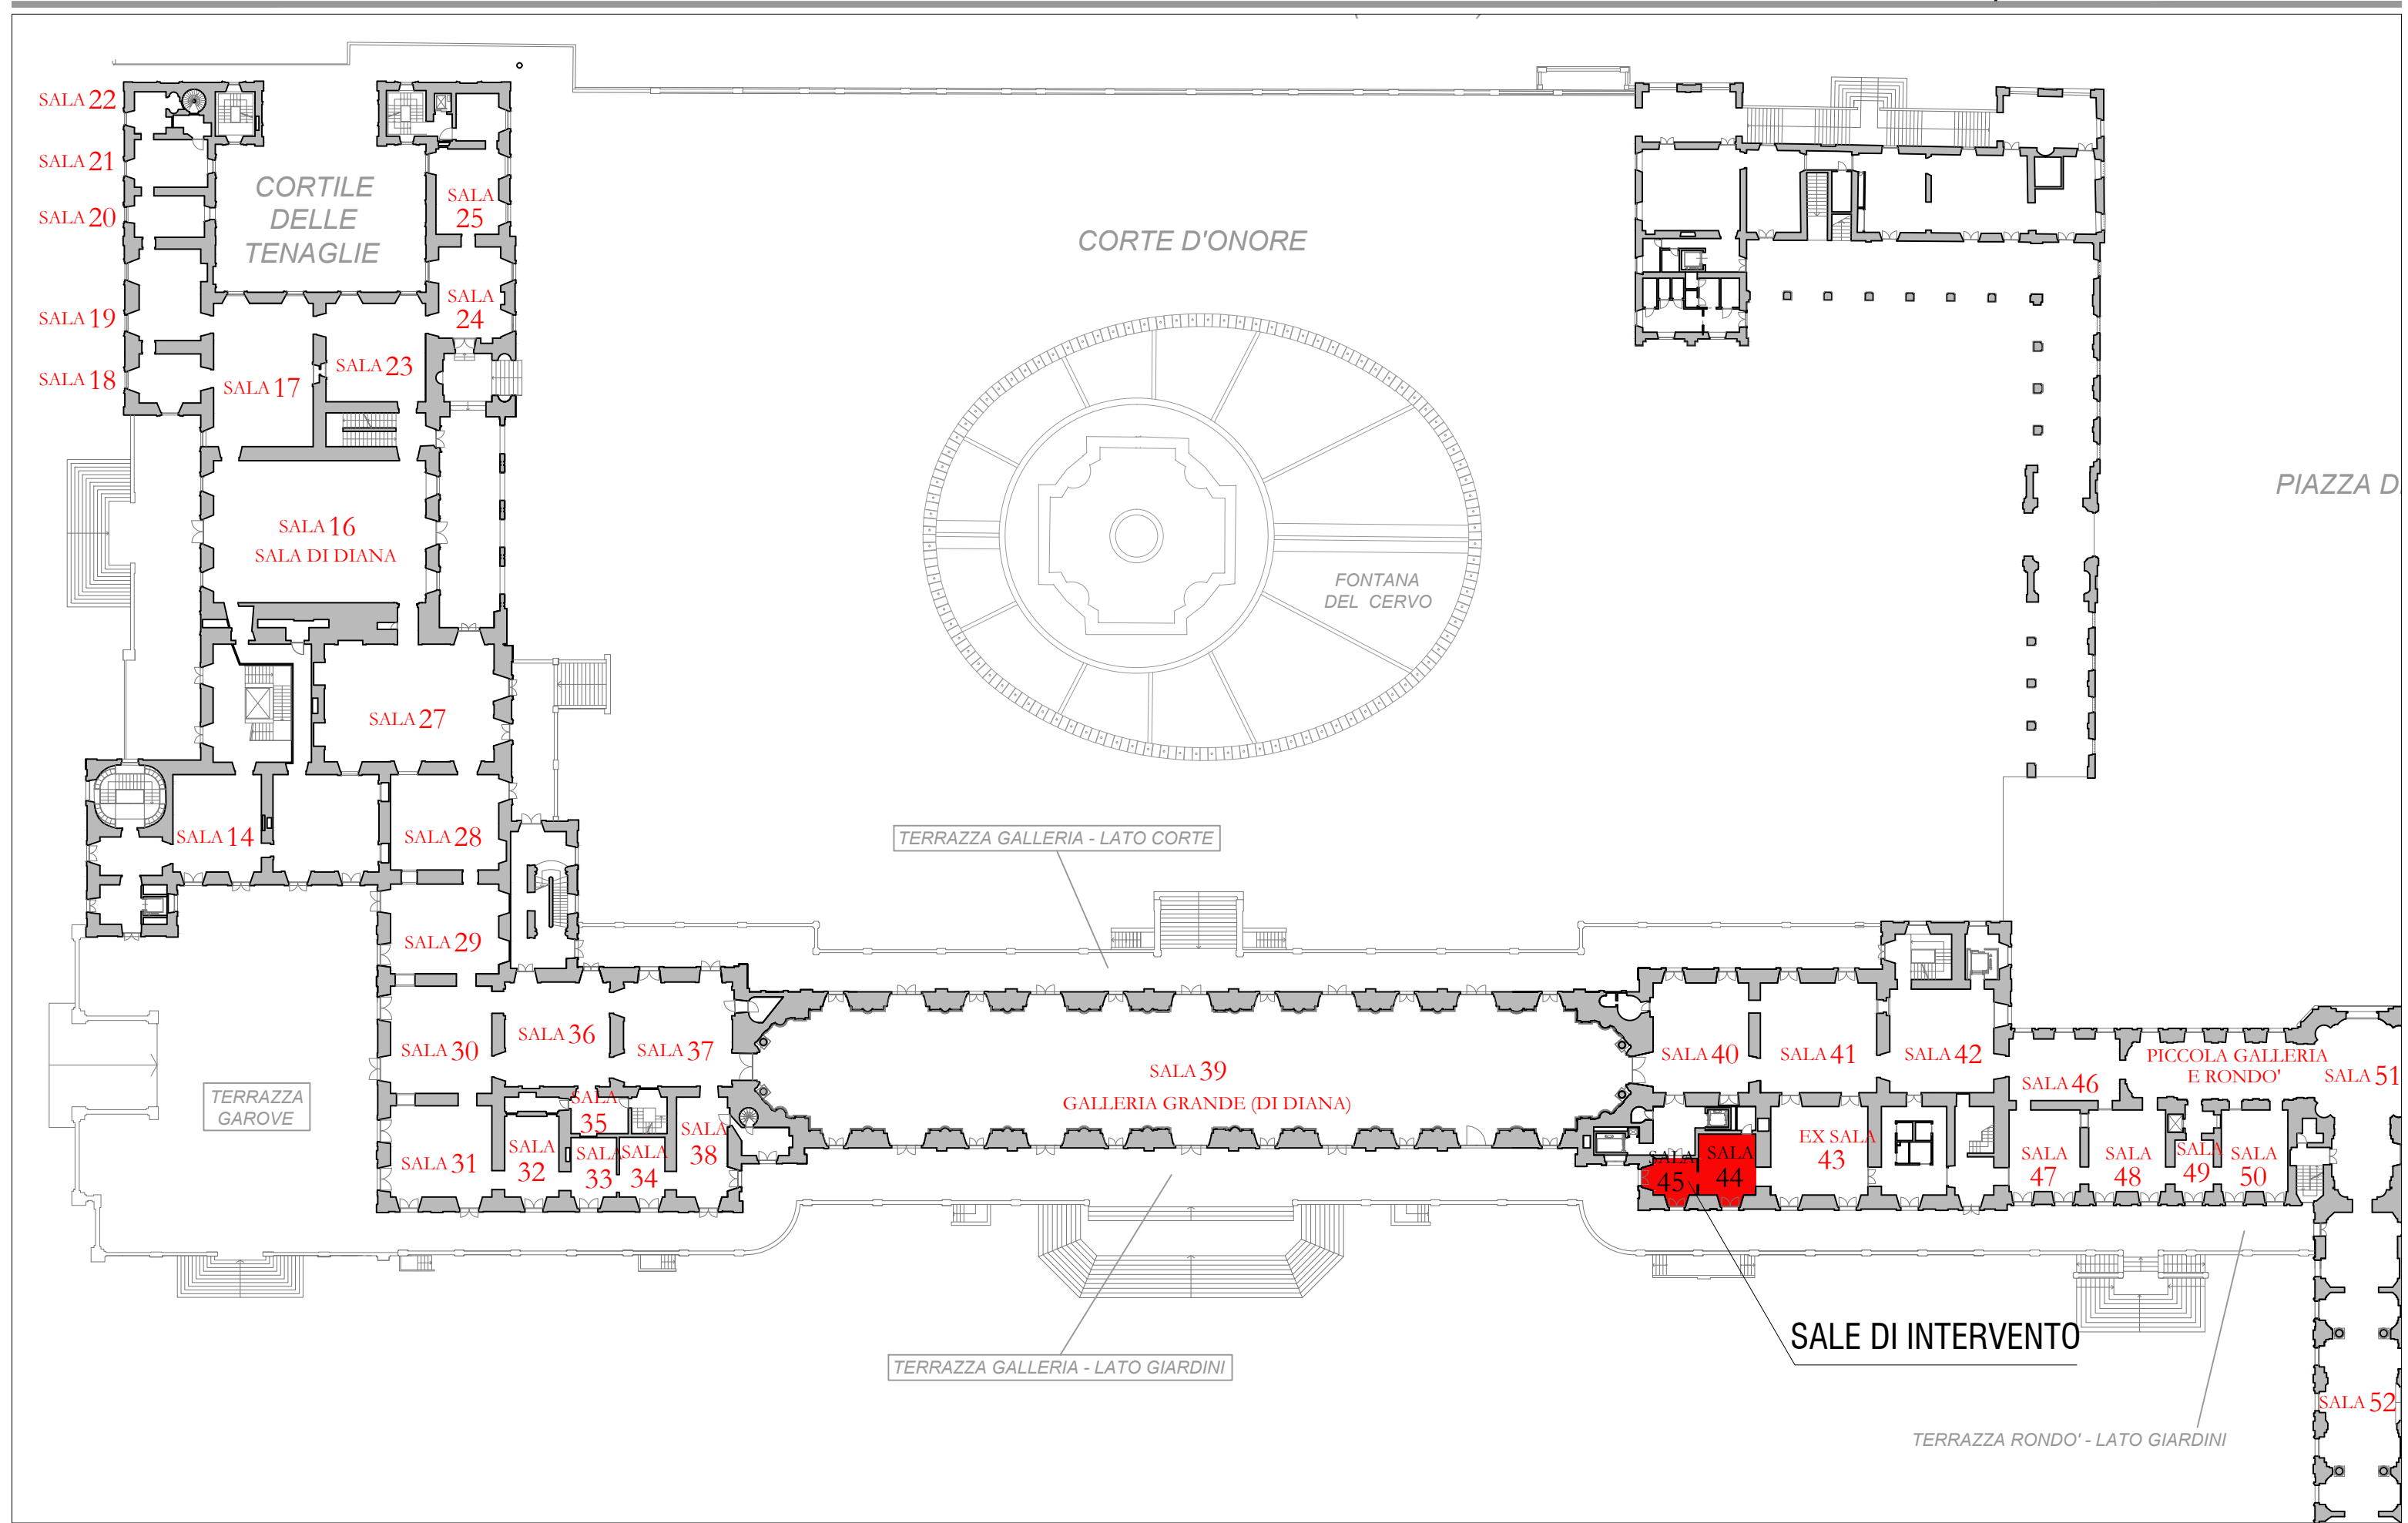 SALA 22
SALA 21
SALA 20
SALA 19
SALA 18
CORTILE
DELLE
TENAGLIE
SALA
25
SALA
24
SALA 23
SALA 17
SALA 16
SALA DI DIANA
SALA 27
SALA 14
SALA 28
SALA 29
SALA 30
SALA 31
SALA
32
SALA
33
SALA
34
SALA
35
SALA 36
SALA 37
SALA
38
TERRAZZA
GAROVE
CORTE D'ONORE
FONTANA
DEL CERVO
PIAZZA D
TERRAZZA GALLERIA - LATO CORTE
SALA 39
GALLERIA GRANDE (DI DIANA)
TERRAZZA GALLERIA - LATO GIARDINI
SALA 40
SALA 41
SALA 42
EX SALA
43
SALA
44
SALA
45
SALA 46
PICCOLA GALLERIA
E RONDO'
SALA 51
SALA
47
SALA
48
SALA
49
SALA
50
SALE DI INTERVENTO
SALA 52
TERRAZZA RONDO' - LATO GIARDINI